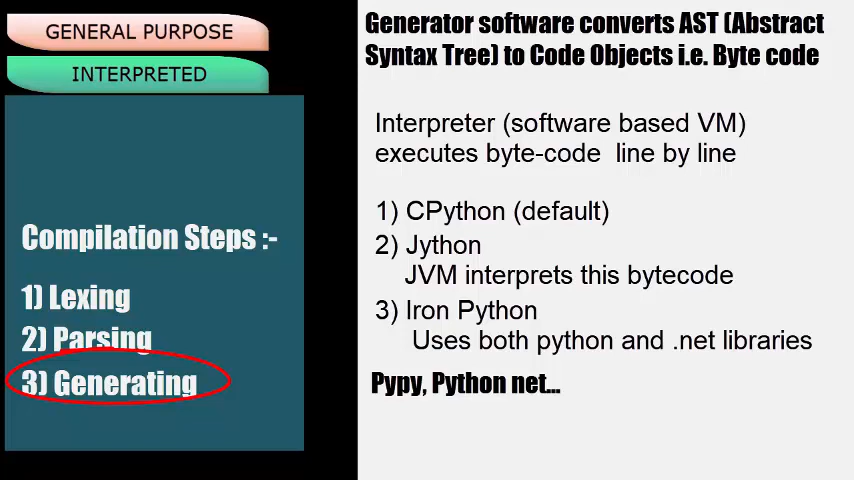 GENERAL PURPOSE
INTERPRETED
Compilation Steps :-
1) Lexing
2) Parsing
3) Generating
Generator software converts AST (Abstract
Syntax Tree) to Code Objects i.e. Byte code
Interpreter (software based VM)
executes byte-code line by line
1) CPython (default)
2) Jython
JVM interprets this bytecode
3) Iron Python
Uses both python and .net libraries
Pypy, Python net...